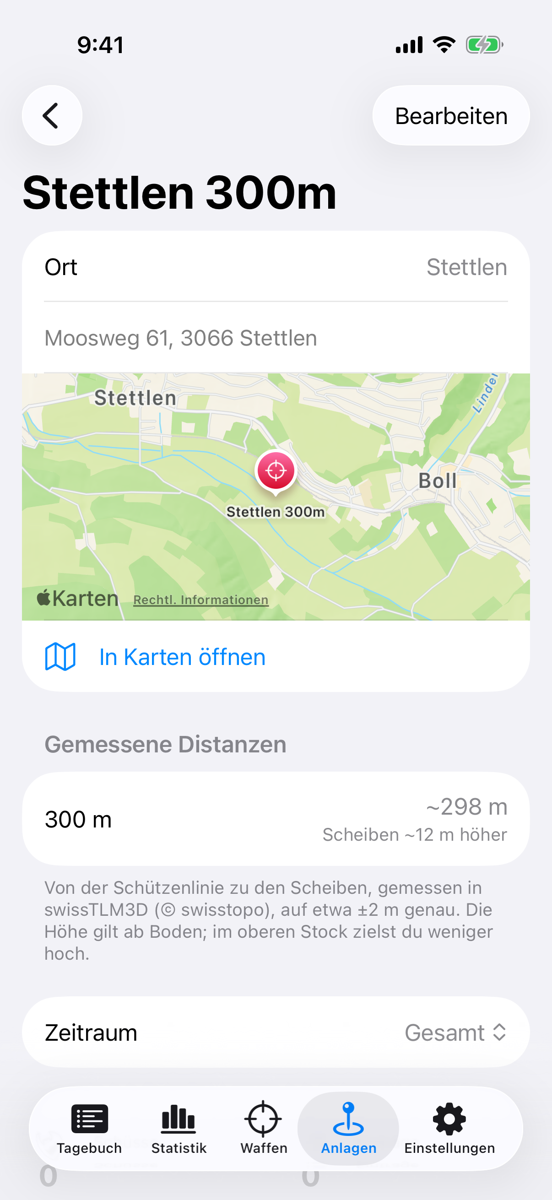 9:41
Bearbeiten
Stettlen 300m
Ort
Stettlen
Moosweg 61, 3066 Stettlen
Stettlen
Boll
Stettlen 300m
Karten
Rechtl. Informationen
In Karten öffnen
Gemessene Distanzen
300 m
~298 m
Scheiben ~12 m höher
Von der Schützenlinie zu den Scheiben, gemessen in
swissTLM3D (© swisstopo), auf etwa ±2 m genau. Die
Höhe gilt ab Boden; im oberen Stock zielst du weniger
hoch.
Zeitraum
Gesamt
Tagebuch
Statistik
Waffen
Anlagen
Einstellungen
0
0